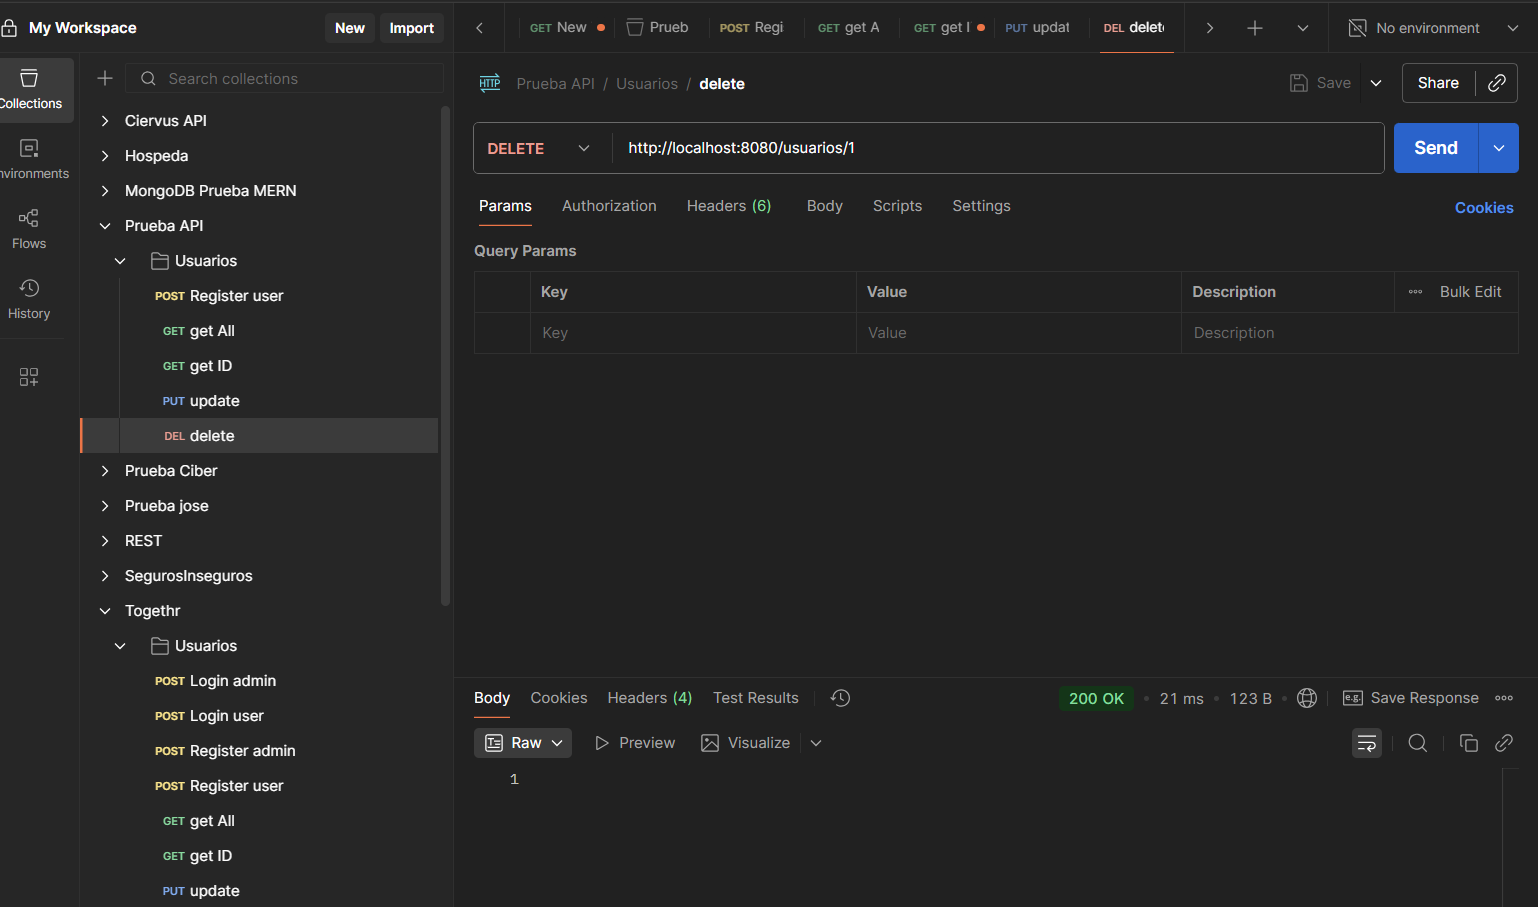 My Workspace
New
Import
GET New
Prueb
POST Regi
GET get A
GET get I
PUT updat
DEL delet
No environment
Collections
nvironments
Flows
History
Search collections
Ciervus API
Hospeda
MongoDB Prueba MERN
Prueba API
Usuarios
POST Register user
GET get All
GET get ID
PUT update
DEL delete
Prueba Ciber
Prueba jose
REST
SegurosInseguros
Togethr
Usuarios
POST Login admin
POST Login user
POST Register admin
POST Register user
GET get All
GET get ID
PUT update
HTTP Prueba API / Usuarios / delete
Save
Share
DELETE
http://localhost:8080/usuarios/1
Send
Params
Authorization
Headers (6)
Body
Scripts
Settings
Cookies
Query Params
Key
Value
Description
Bulk Edit
Key
Value
Description
Body
Cookies
Headers (4)
Test Results
200 OK
21 ms
123 B
e.g. Save Response
Raw
Preview
Visualize
1